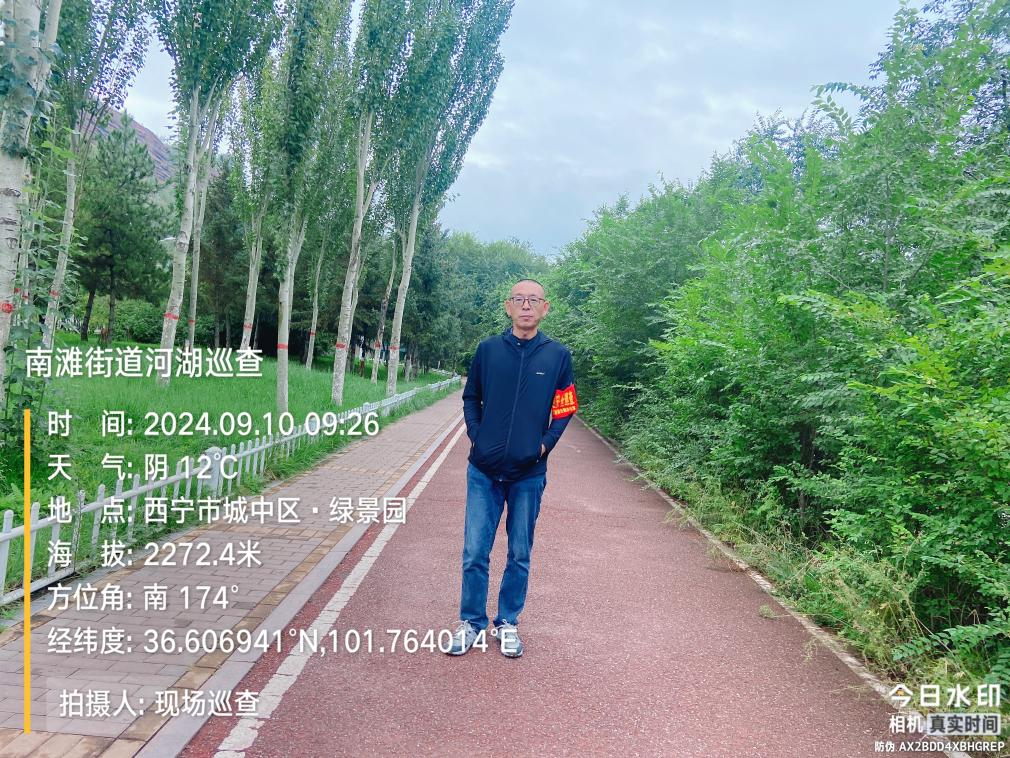 南滩街道河湖巡查
时 间: 2024.09.10 09:26
天 气: 阴 12℃
地 点: 西宁市城中区·绿景园
海 拔: 2272.4米
方位角: 南 174°
经纬度: 36.606941°N,101.764014°E
拍摄人: 现场巡查
今日水印
相机 真实时间
防伪 AX2BDD4XBHGREP